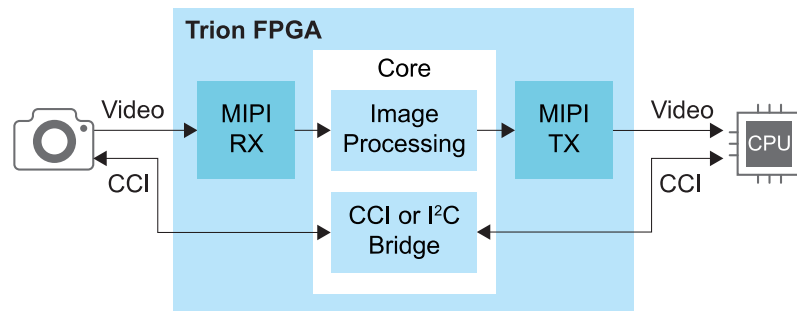 Trion FPGA
Core
Video
MIPI
RX
Image
Processing
MIPI
TX
Video
CPU
CCI
CCI or I²C
Bridge
CCI